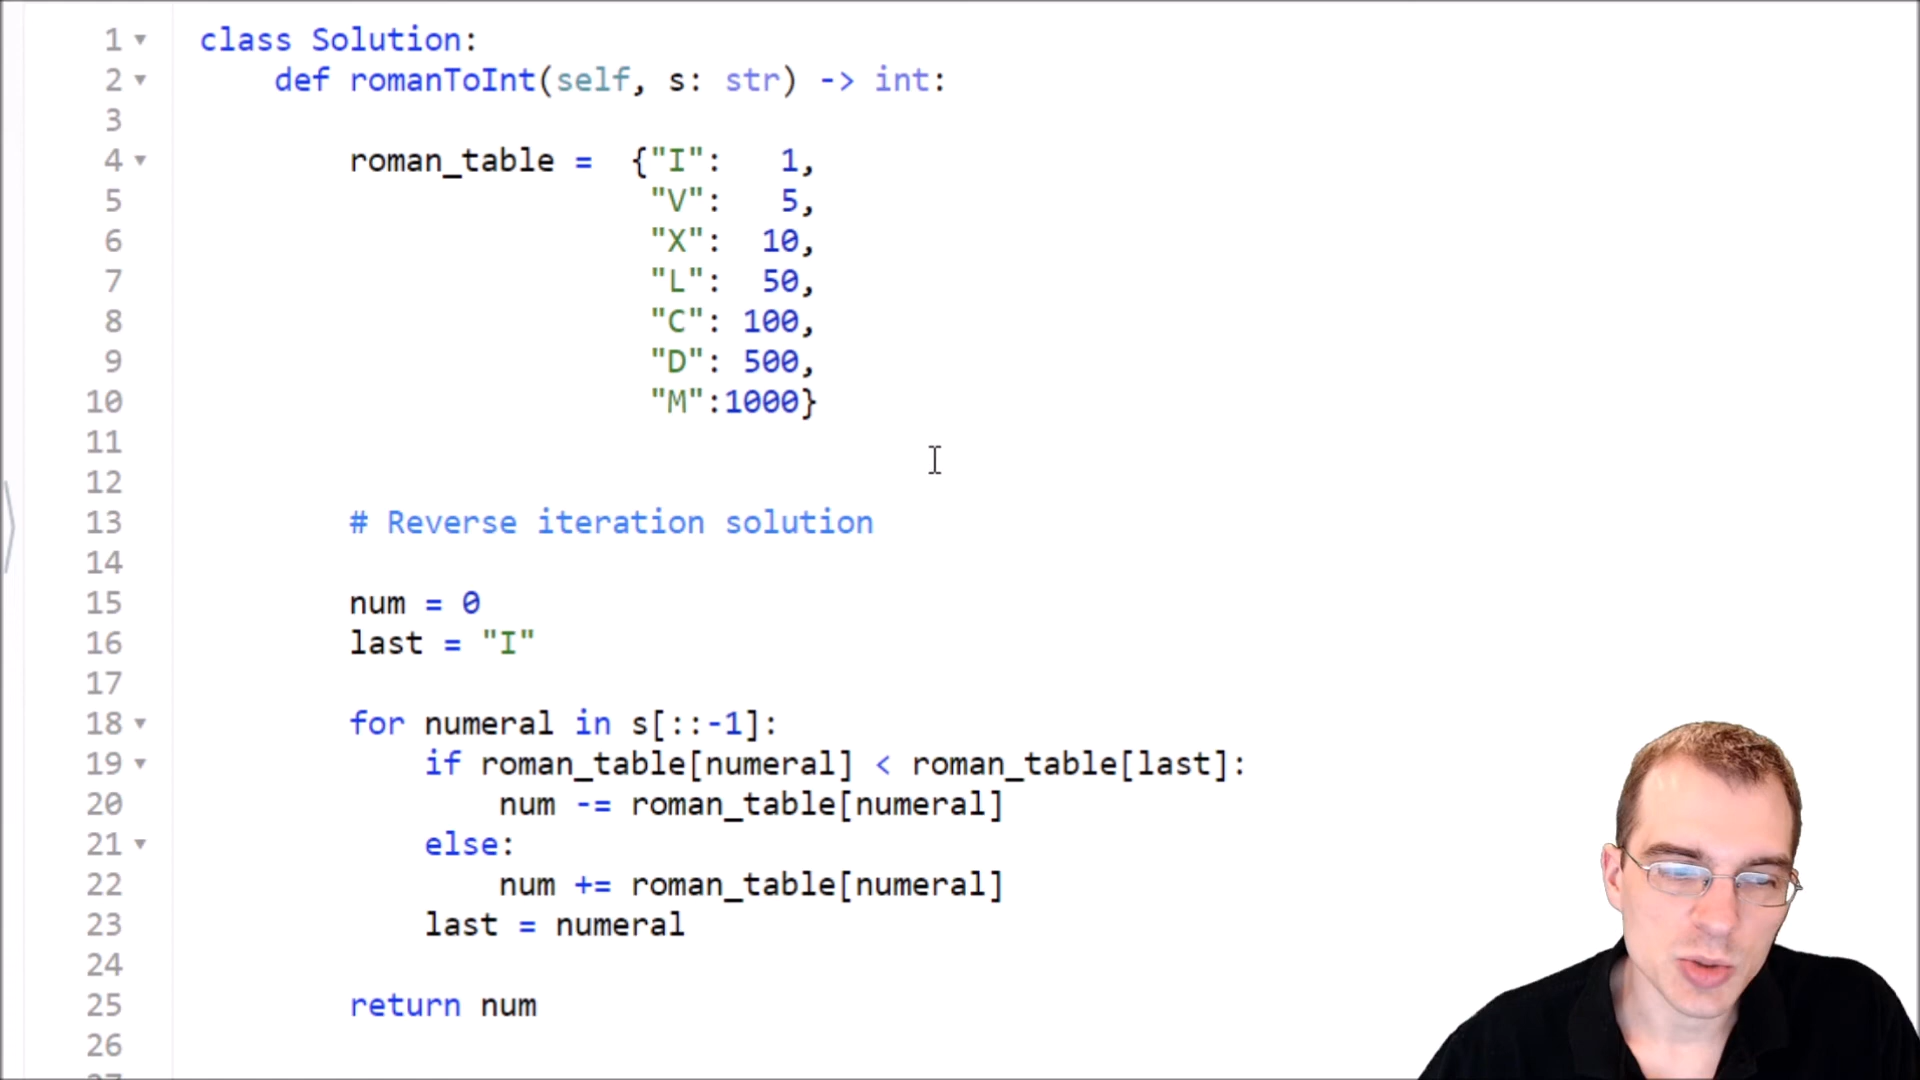 1 class Solution:
2 def romanToInt(self, s: str) -> int:
3
4 roman_table = {"I": 1,
5 "V": 5,
6 "X": 10,
7 "L": 50,
8 "C": 100,
9 "D": 500,
10 "M":1000}
11
12
13 # Reverse iteration solution
14
15 num = 0
16 last = "I"
17
18 for numeral in s[::-1]:
19 if roman_table[numeral] < roman_table[last]:
20 num -= roman_table[numeral]
21 else:
22 num += roman_table[numeral]
23 last = numeral
24
25 return num
26